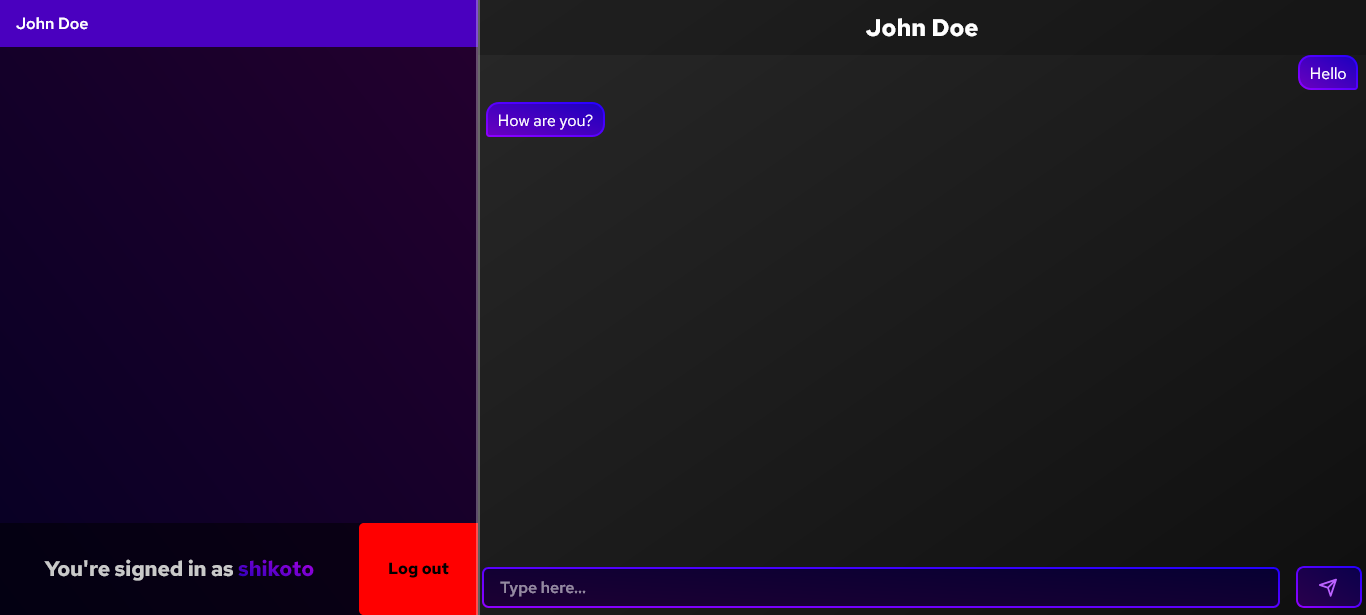 John Doe
John Doe
Hello
How are you?
You're signed in as shikoto
Log out
Type here...